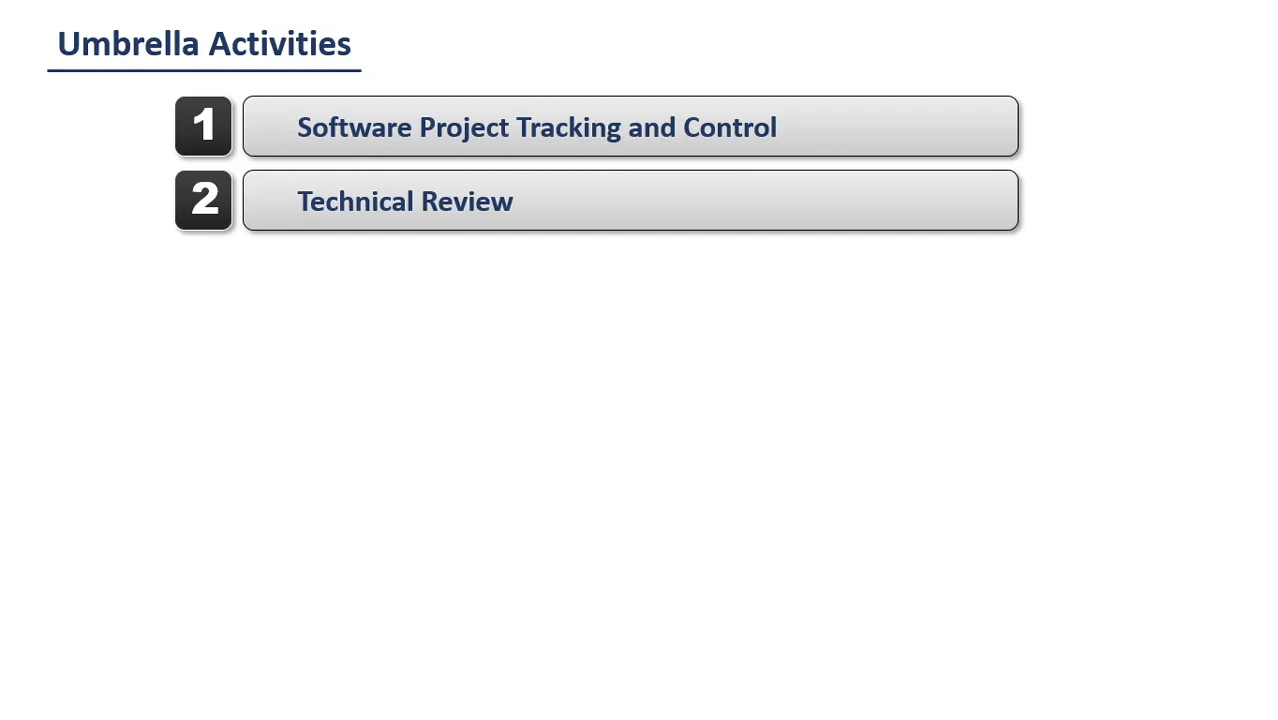 Umbrella Activities
1 Software Project Tracking and Control
2 Technical Review